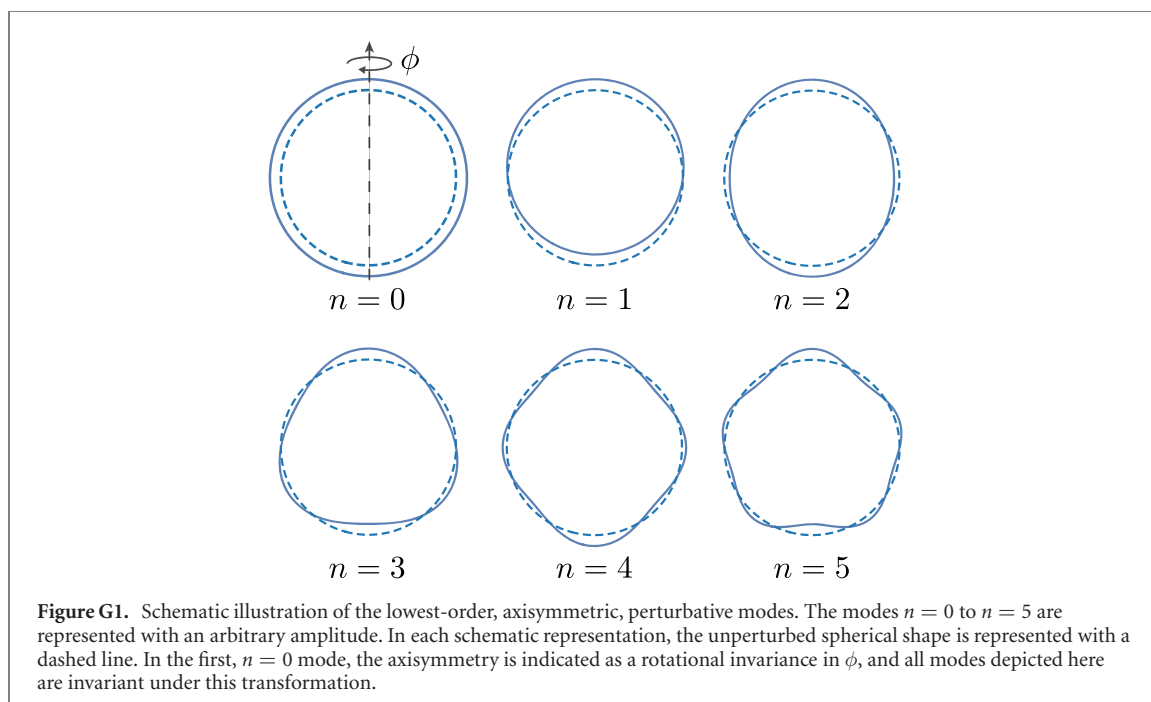 ϕ
n = 0
n = 1
n = 2
n = 3
n = 4
n = 5
Figure G1. Schematic illustration of the lowest-order, axisymmetric, perturbative modes. The modes n = 0 to n = 5 are
represented with an arbitrary amplitude. In each schematic representation, the unperturbed spherical shape is represented with a
dashed line. In the first, n = 0 mode, the axisymmetry is indicated as a rotational invariance in ϕ, and all modes depicted here
are invariant under this transformation.